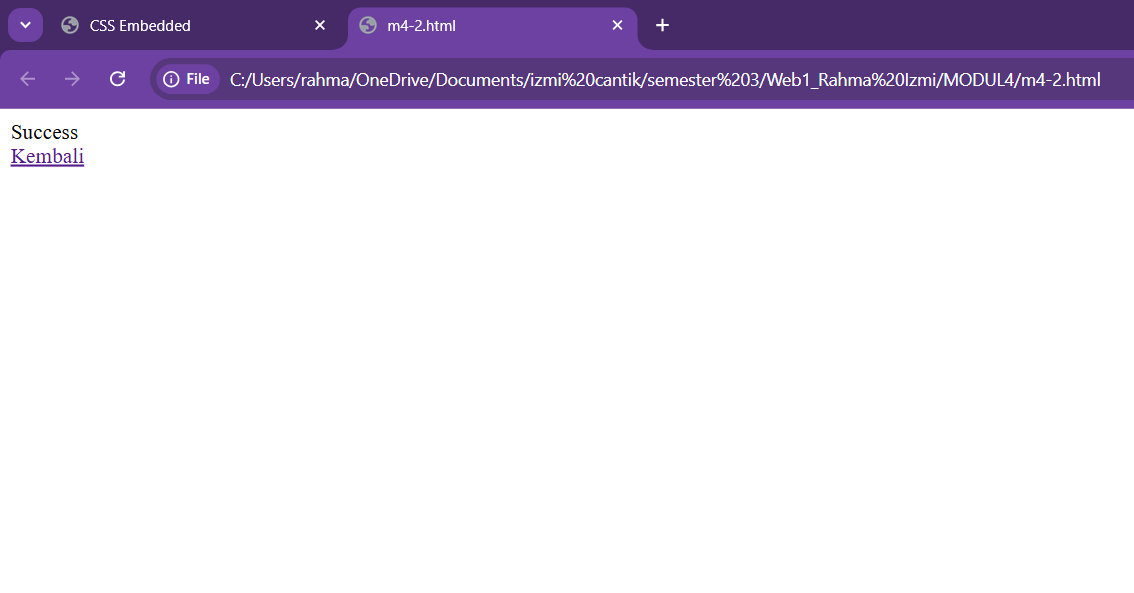 CSS Embedded
m4-2.html
File C:/Users/rahma/OneDrive/Documents/izmi%20cantik/semester%203/Web1_Rahma%20Izmi/MODUL4/m4-2.html
Success
Kembali